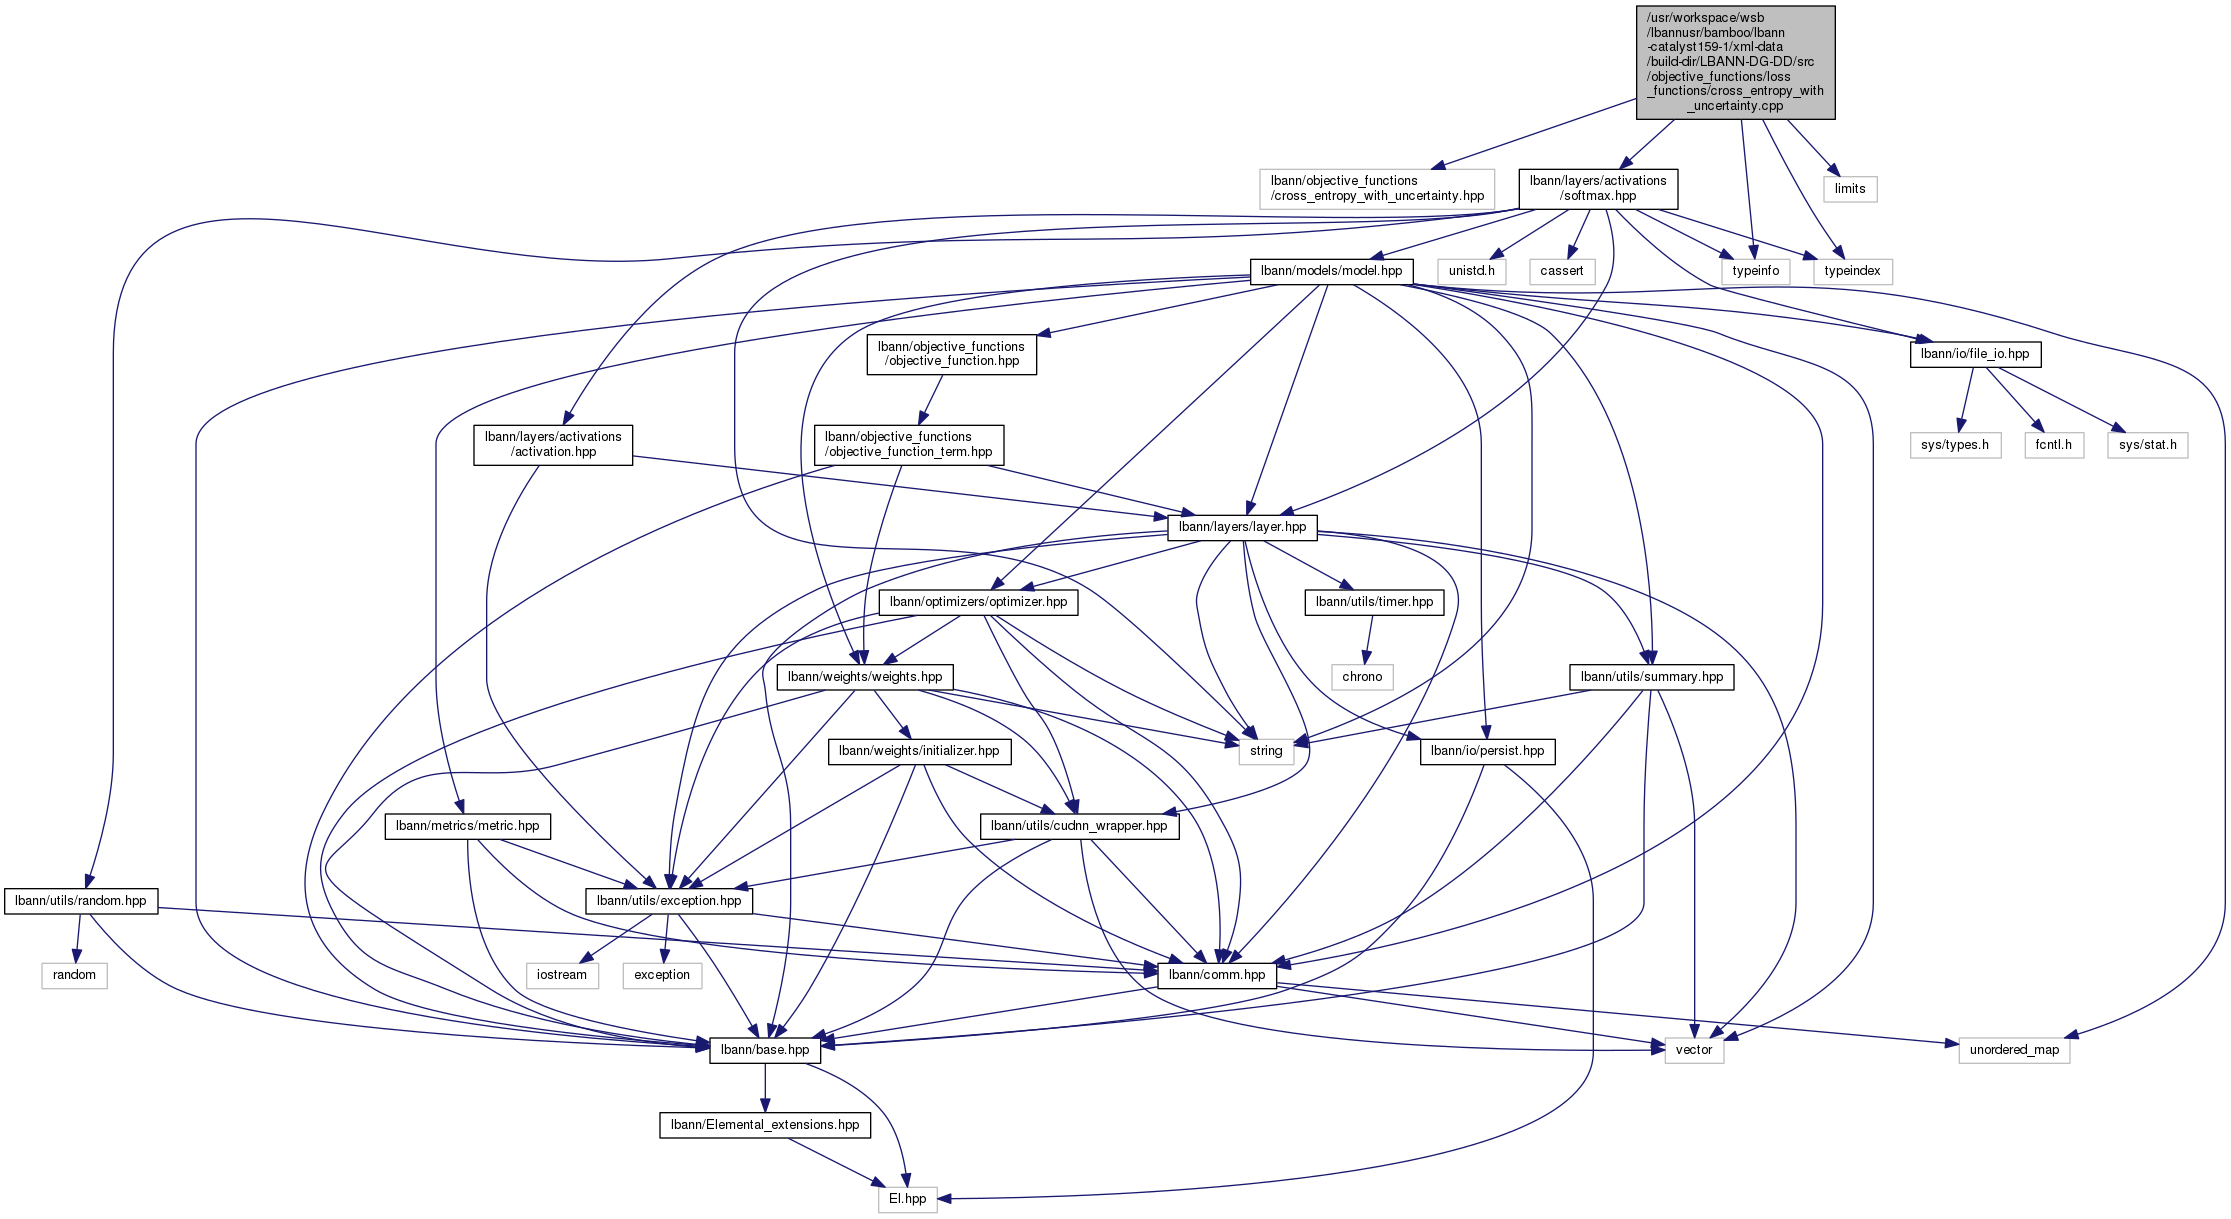 /usr/workspace/wsb
/lbannusr/bamboo/lbann
-catalyst159-1/xml-data
/build-dir/LBANN-DG-DD/src
/objective_functions/loss
_functions/cross_entropy_with
_uncertainty.cpp
lbann/objective_functions
/cross_entropy_with_uncertainty.hpp
lbann/layers/activations
/softmax.hpp
limits
lbann/models/model.hpp
unistd.h
cassert
typeinfo
typeindex
lbann/objective_functions
/objective_function.hpp
lbann/io/file_io.hpp
lbann/layers/activations
/activation.hpp
lbann/objective_functions
/objective_function_term.hpp
sys/types.h
fcntl.h
sys/stat.h
lbann/layers/layer.hpp
lbann/optimizers/optimizer.hpp
lbann/utils/timer.hpp
lbann/weights/weights.hpp
chrono
lbann/utils/summary.hpp
lbann/weights/initializer.hpp
string
lbann/io/persist.hpp
lbann/metrics/metric.hpp
lbann/utils/cudnn_wrapper.hpp
lbann/utils/random.hpp
lbann/utils/exception.hpp
random
iostream
exception
lbann/comm.hpp
lbann/base.hpp
vector
unordered_map
lbann/Elemental_extensions.hpp
El.hpp